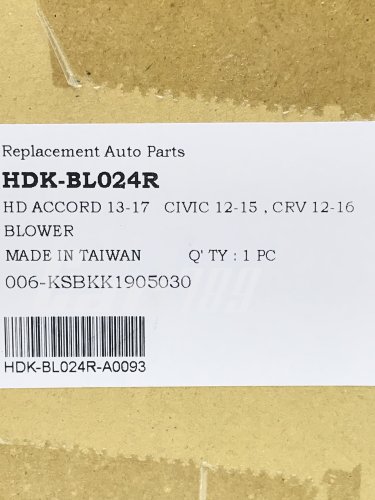 Replacement Auto Parts
HDK-BL024R
HD ACCORD 13-17 CIVIC 12-15 , CRV 12-16
BLOWER
MADE IN TAIWAN Q' TY : 1 PC
006-KSBKK1905030
HDK-BL024R-A0093